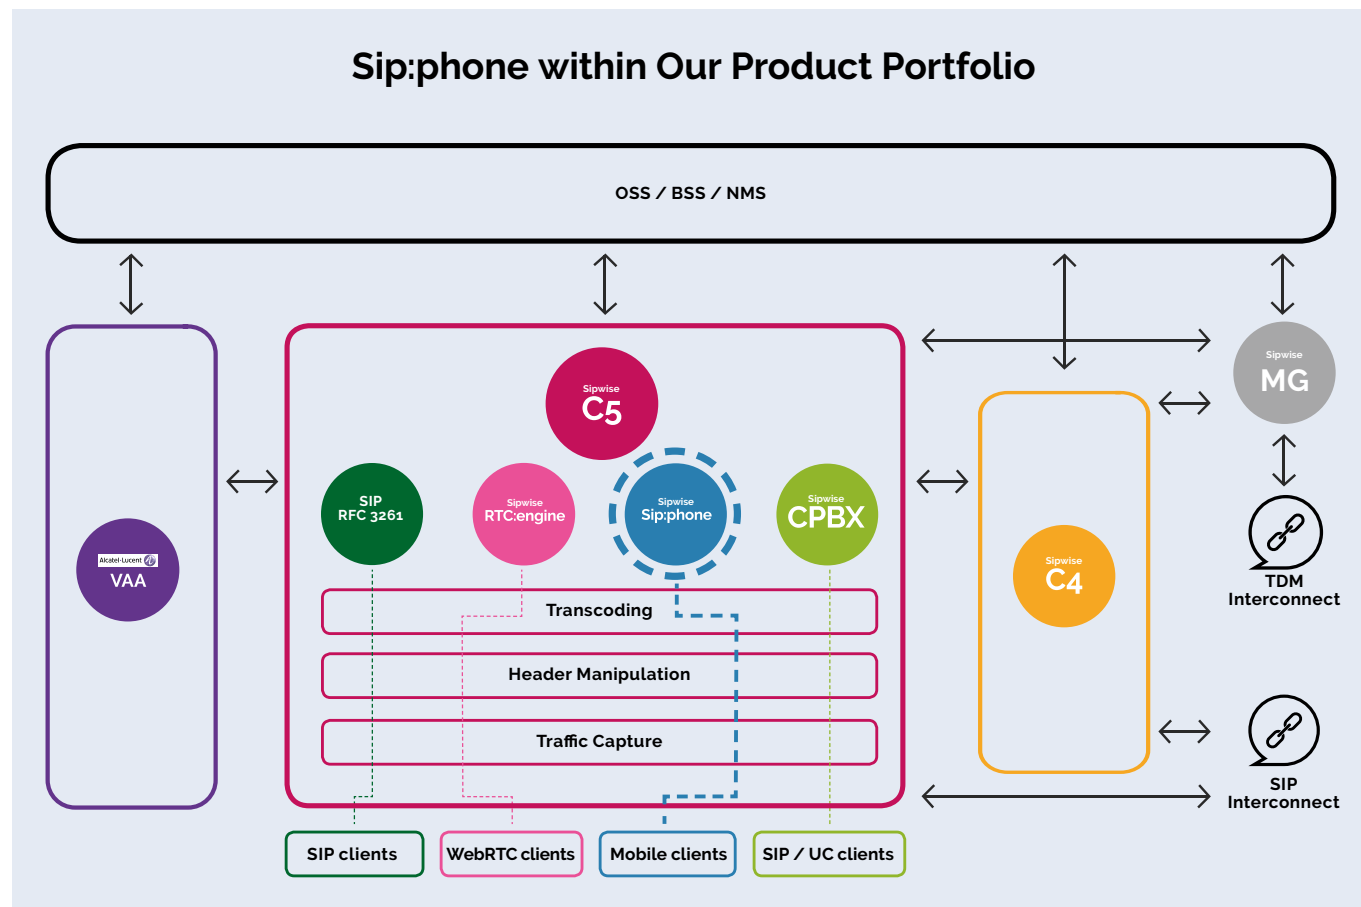 Sip:phone within Our Product Portfolio
OSS / BSS / NMS
Sipwise
C5
Sipwise
MG
SIP
RFC 3261
Sipwise
RTC:engine
Sipwise
Sip:phone
Sipwise
CPBX
Alcatel-Lucent
VAA
Sipwise
C4
TDM
Interconnect
Transcoding
Header Manipulation
Traffic Capture
SIP
Interconnect
SIP clients
WebRTC clients
Mobile clients
SIP / UC clients